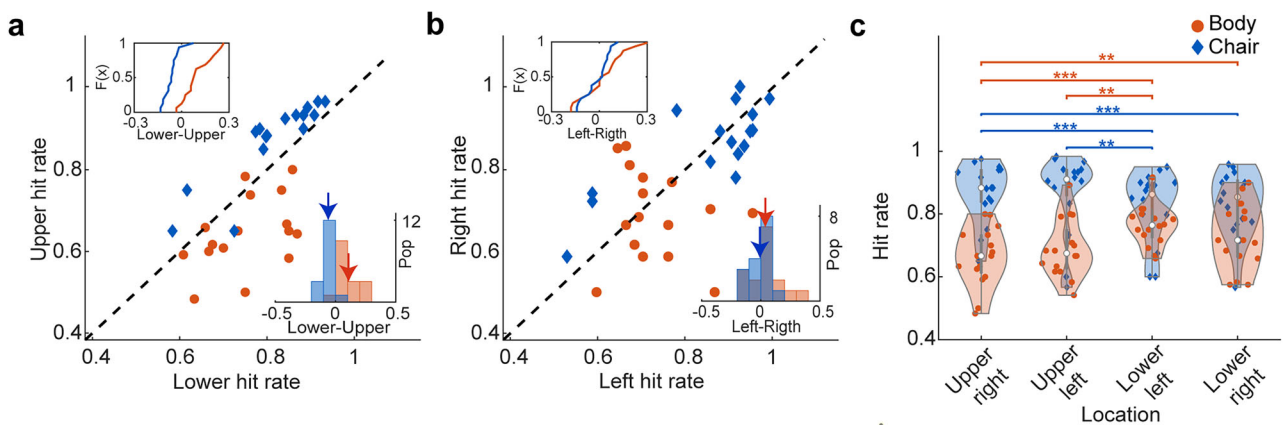 a
1
F(x)
0.5
0
-0.3
0.3
Lower-Upper
1
Upper hit rate
0.8
0.6
0.4
0.4
0.6
0.8
1
Lower hit rate
12
Pop
-0.5
0
0.5
Lower-Upper
b
1
F(x)
0.5
0
-0.3
0
0.3
Left-Rigth
1
Right hit rate
0.8
0.6
0.4
0.4
0.6
0.8
1
Left hit rate
8
Pop
-0.5
0
0.5
Left-Rigth
c
Body
Chair
**
***
**
***
***
**
1
Hit rate
0.8
0.6
0.4
Upper right
Upper left
Lower left
Lower right
Location